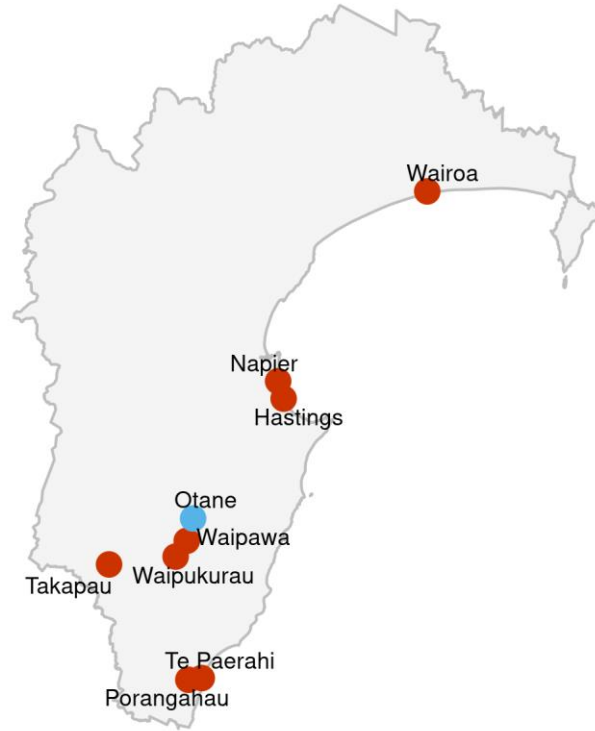 Wairoa
Napier
Hastings
Otane
Waipawa
Waipukurau
Takapau
Te Paerahi
Porangahau